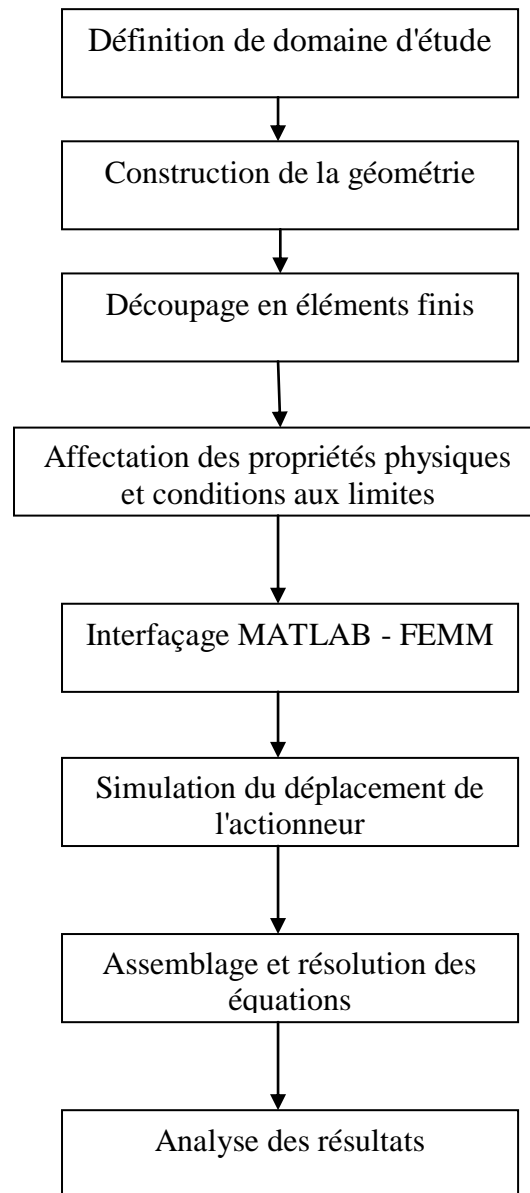 Définition de domaine d'étude
Construction de la géométrie
Découpage en éléments finis
Affectation des propriétés physiques
et conditions aux limites
Interfaçage MATLAB - FEMM
Simulation du déplacement de
l'actionneur
Assemblage et résolution des
équations
Analyse des résultats